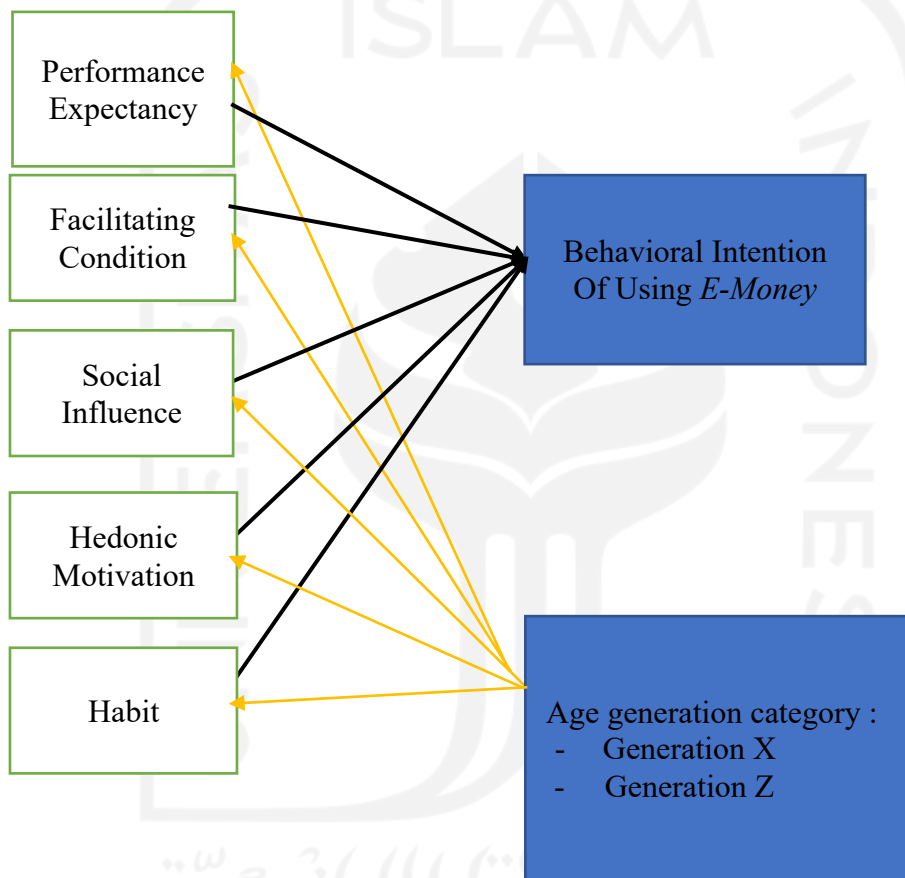 ISLAM
INDONES
Performance
Expectancy
Facilitating
Condition
Behavioral Intention
Of Using E-Money
Social
Influence
Hedonic
Motivation
Habit
Age generation category :
- Generation X
- Generation Z